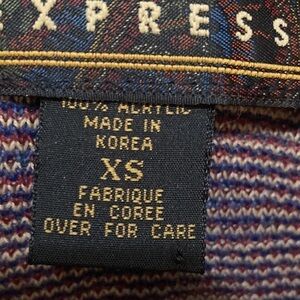 EXPRESS
100% ACRYLIC
MADE IN
KOREA
XS
FABRIQUE
EN COREE
OVER FOR CARE